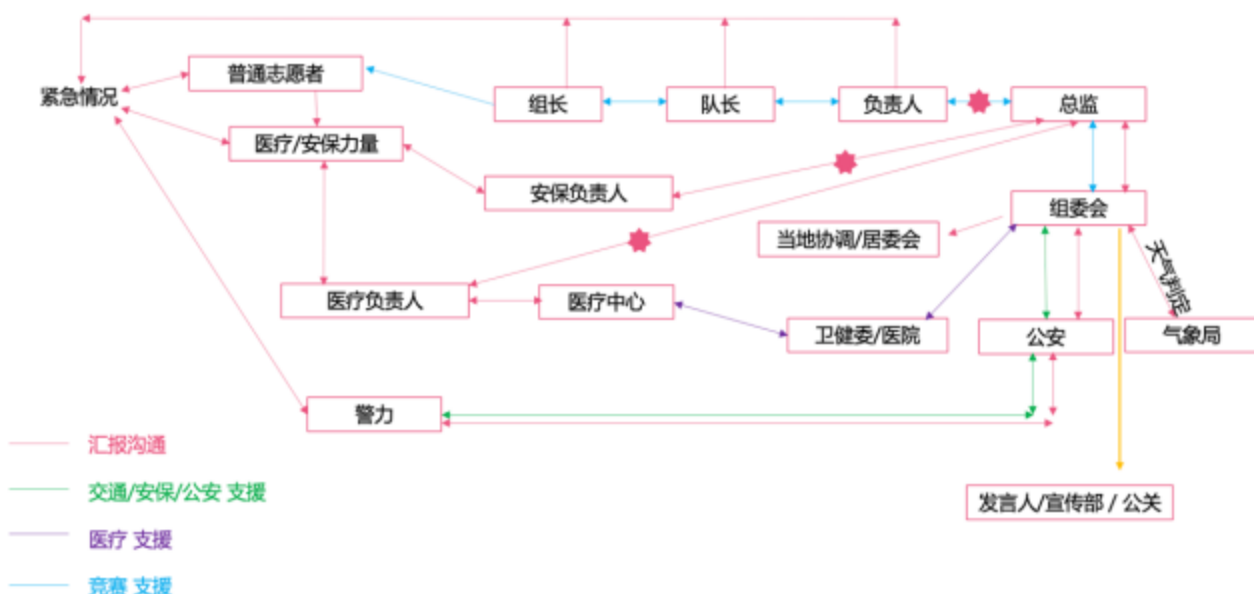 普通志愿者
紧急情况
组长
队长
负责人
总监
医疗/安保力量
安保负责人
组委会
当地协调/居委会
天气判定
医疗负责人
医疗中心
卫健委/医院
公安
气象局
警力
汇报沟通
交通/安保/公安 支援
发言人/宣传部 / 公关
医疗 支援
竞赛 支援